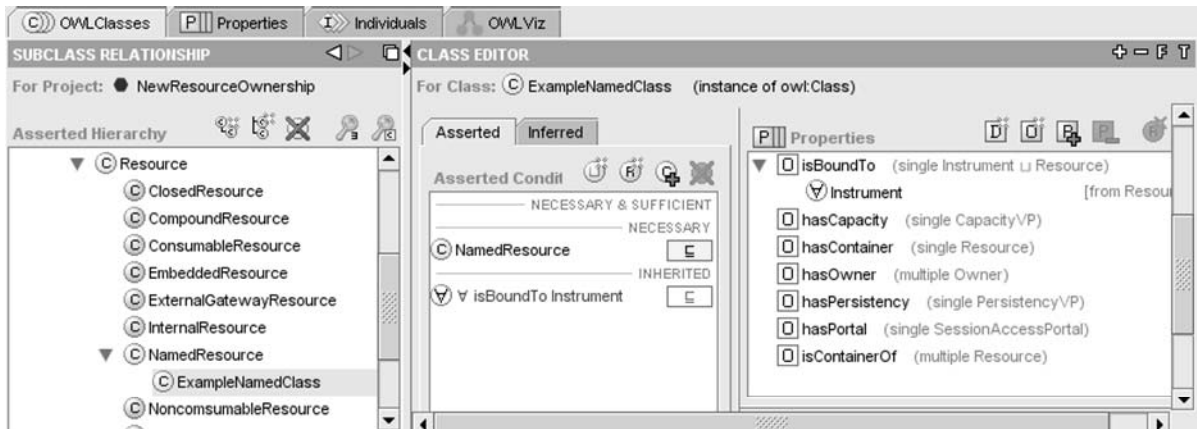 OWLClasses Properties Individuals OWLViz
SUBCLASS RELATIONSHIP
For Project: NewResourceOwnership
Asserted Hierarchy
Resource
ClosedResource
CompoundResource
ConsumableResource
EmbeddedResource
ExternalGatewayResource
InternalResource
NamedResource
ExampleNamedClass
NoncomsumableResource
CLASS EDITOR
For Class: ExampleNamedClass (instance of owl:Class)
Asserted Inferred
Asserted Condit
NECESSARY & SUFFICIENT
NECESSARY
NamedResource ⊑
INHERITED
∀ isBoundTo Instrument ⊑
Properties
isBoundTo (single Instrument ⊔ Resource)
Instrument [from Resou
hasCapacity (single CapacityVP)
hasContainer (single Resource)
hasOwner (multiple Owner)
hasPersistency (single PersistencyVP)
hasPortal (single SessionAccessPortal)
isContainerOf (multiple Resource)